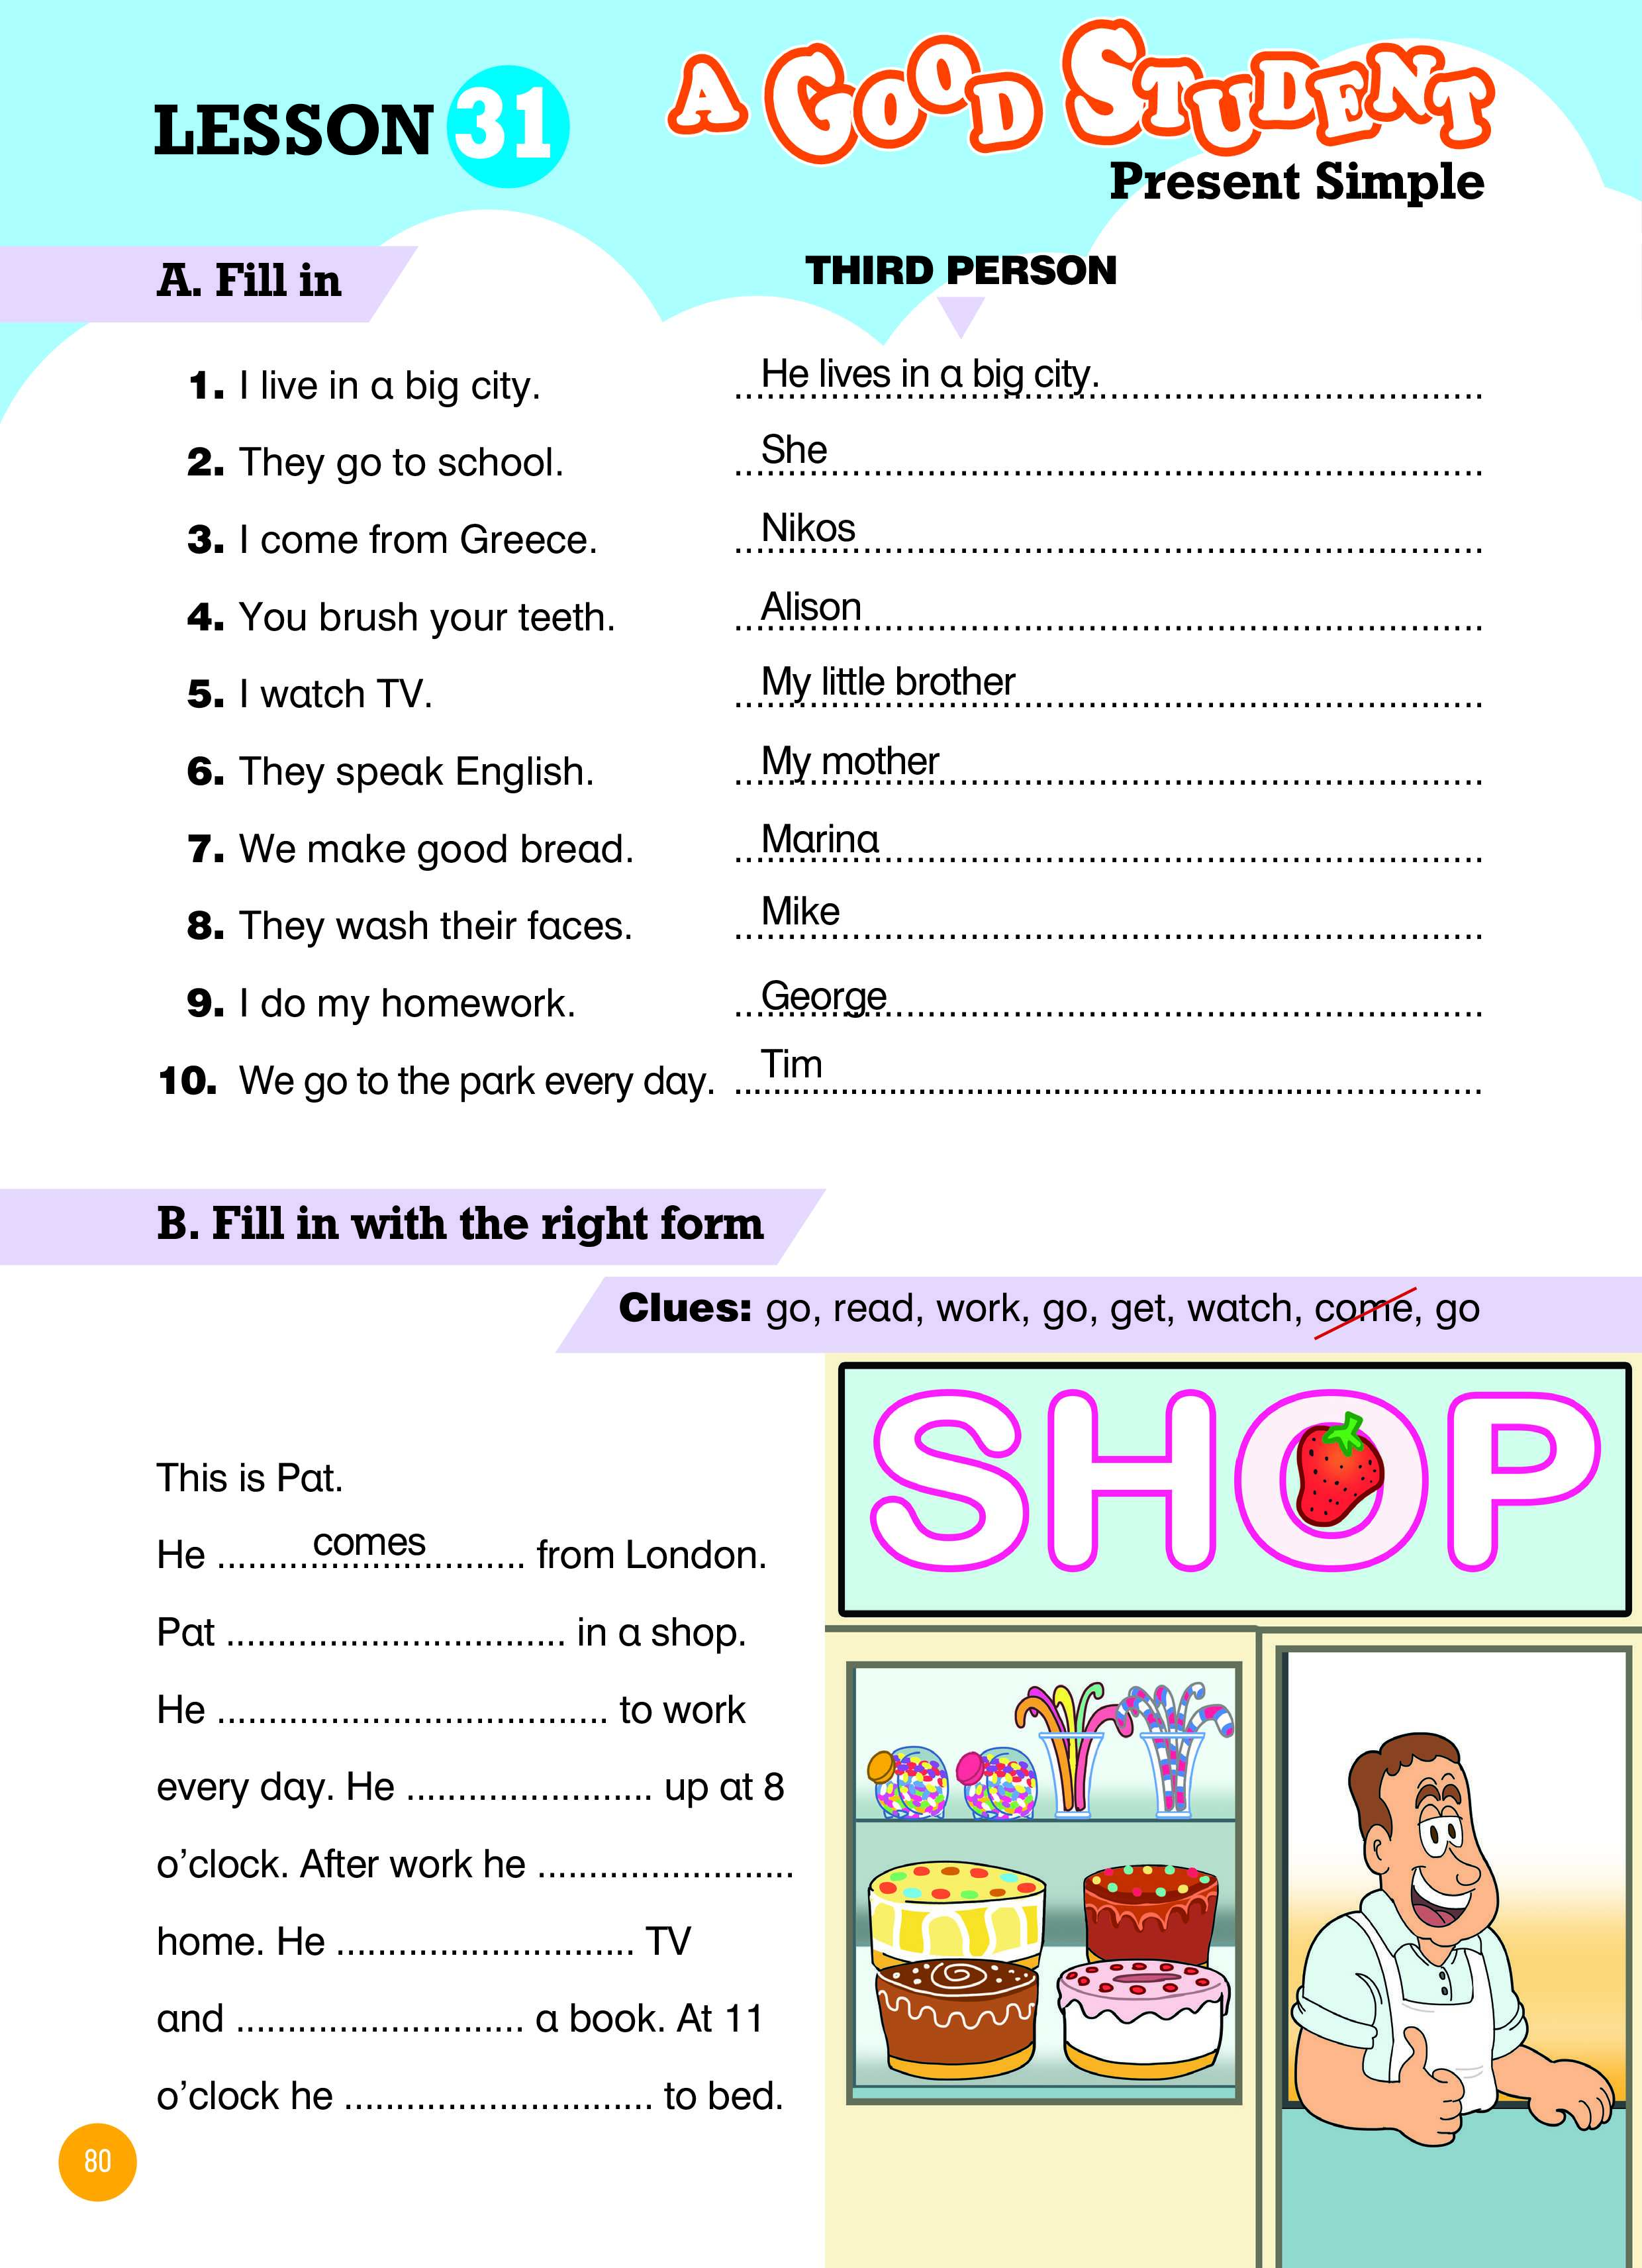 LESSON 31
A GOOD STUDENT
Present Simple
A. Fill in
THIRD PERSON
1. I live in a big city. He lives in a big city.
2. They go to school. She
3. I come from Greece. Nikos
4. You brush your teeth. Alison
5. I watch TV. My little brother
6. They speak English. My mother
7. We make good bread. Marina
8. They wash their faces. Mike
9. I do my homework. George
10. We go to the park every day. Tim
B. Fill in with the right form
Clues: go, read, work, go, get, watch, come, go
SHOP
This is Pat.
He ......comes...... from London.
Pat ................................ in a shop.
He ..................................... to work
every day. He ........................ up at 8
o’clock. After work he .........................
home. He ............................. TV
and ............................ a book. At 11
o’clock he .............................. to bed.
80